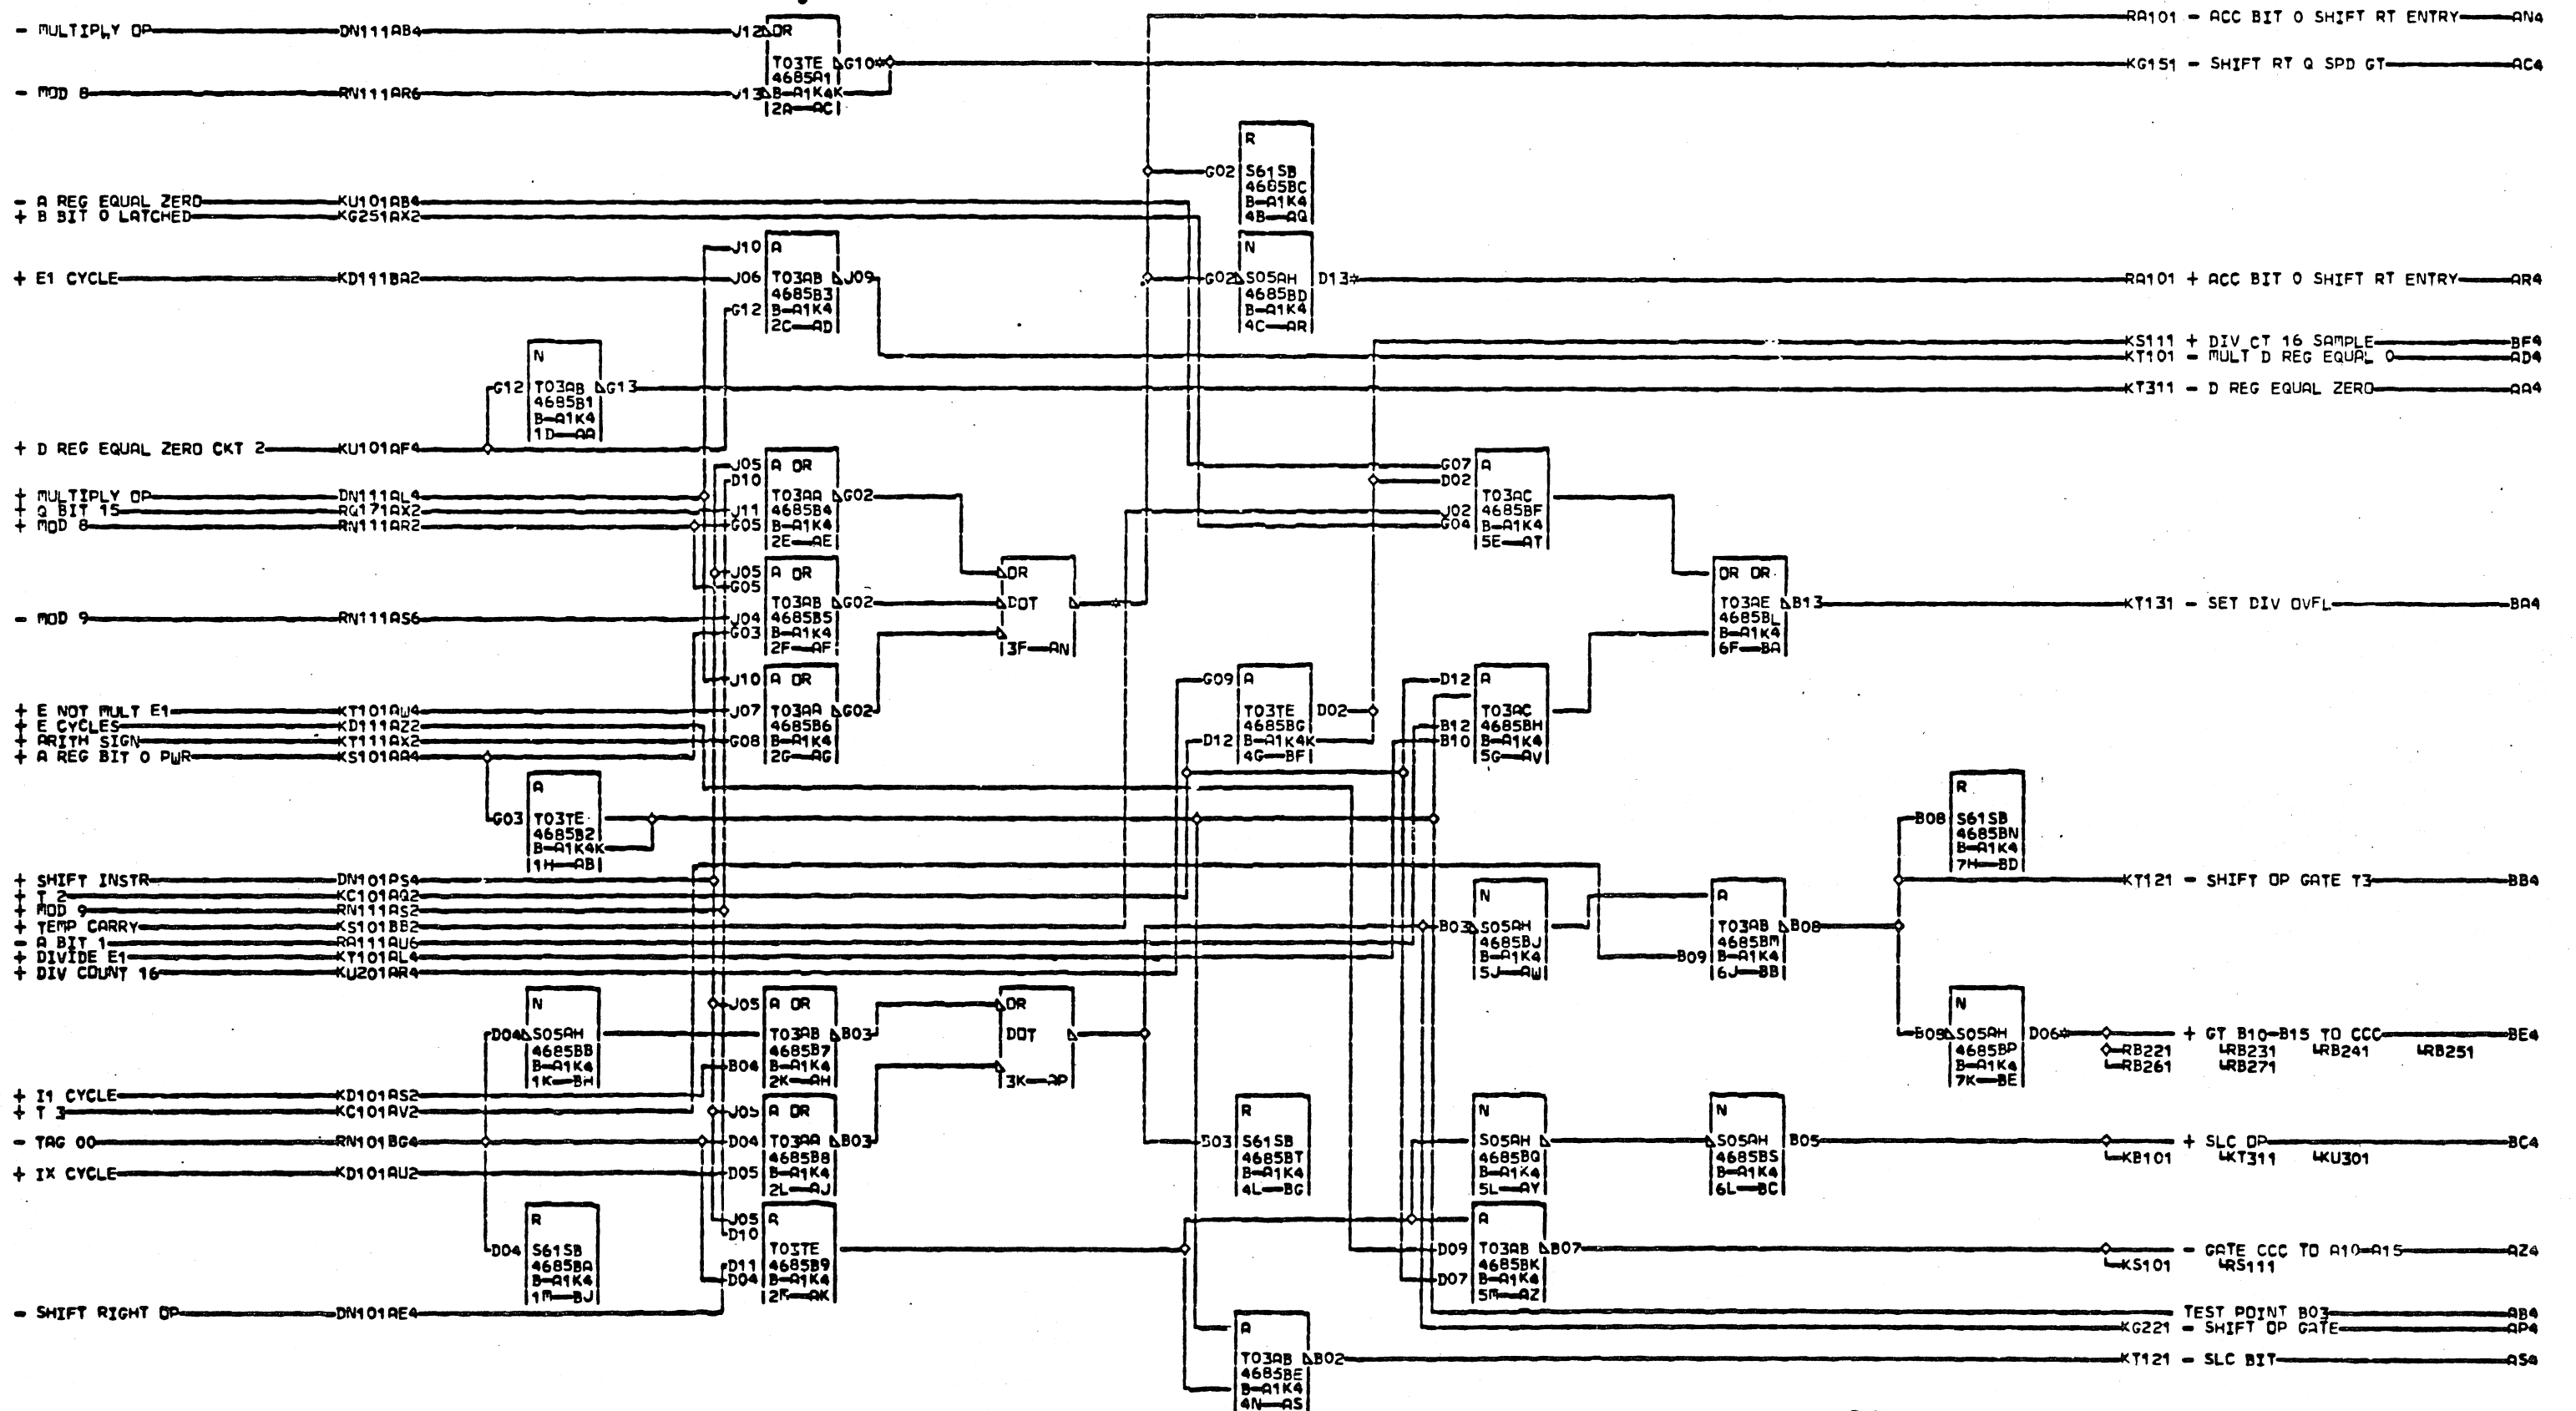 - MULTIPLY OP DN111AB4 J12 OR RA101 - ACC BIT 0 SHIFT RT ENTRY AN4
T03TE G10* KG151 - SHIFT RT Q SPD GT AC4
4685A1
- MOD 8 RN111AR6 J13 B-A1K4K
2A AC
R
G02 S61SB
4685BC
B-A1K4
4B AQ
- A REG EQUAL ZERO KU101AB4
+ B BIT 0 LATCHED KG251AX2
J10 A N
+ E1 CYCLE KD111BA2 J06 T03AB J09 G02 S05AH D13* RA101 + ACC BIT 0 SHIFT RT ENTRY AR4
4685B3 4685BD
G12 B-A1K4 B-A1K4
2C AD 4C AR
KS111 + DIV CT 16 SAMPLE BF4
N KT101 - MULT D REG EQUAL 0 AD4
G12 T03AB G13 KT311 - D REG EQUAL ZERO AA4
4685B1
B-A1K4
1D AA
+ D REG EQUAL ZERO CKT 2 KU101AF4
J05 A OR G07 A
D10 D02
+ MULTIPLY OP DN111AL4 T03AA G02 T03AC
+ Q BIT 15 RQ171AX2 J11 4685B4 J02 4685BF
+ MOD 8 RN111AR2 G05 B-A1K4 G04 B-A1K4
2E AE 5E AT
J05 A OR OR OR OR
G05
T03AB G02 DOT T03AE B13 KT131 - SET DIV OVFL BA4
- MOD 9 RN111AS6 J04 4685B5 4685BL
G03 B-A1K4 B-A1K4
2F AF 3F AN 6F BA
J10 A OR G09 A D12 A
+ E NOT MULT E1 KT101AW4 J07 T03AA G02 T03TE D02 T03AC
+ E CYCLES KD111AZ2 4685B6 4685BG B12 4685BH
+ ARITH SIGN KT111AX2 G08 B-A1K4 D12 B-A1K4K B10 B-A1K4
+ A REG BIT 0 PWR KS101AA4 2G AG 4G BF 5G AV
A R
G03 T03TE B08 S61SB
4685B2 4685BN
B-A1K4K B-A1K4
1H AB 7H BD
+ SHIFT INSTR DN101AS4 KT121 - SHIFT OP GATE T3 BB4
+ T 2 KC101AQ2 N A
+ MOD 9 RN111AS2
+ TEMP CARRY KS101BB2 B03 S05AH T03AB B08
- A BIT 1 RA111AU6 4685BJ 4685BM
+ DIVIDE E1 KT101AL4 B-A1K4 B09 B-A1K4
+ DIV COUNT 16 KU201AR4 5J AW 6J BB
N J05 A OR OR N
D04 S05AH T03AB B03 DOT S05AH D06* + GT B10-B15 TO CCC BE4
4685BB 4685B7 4685BP RB221 RB231 RB241 RB251
B-A1K4 B04 B-A1K4 B-A1K4 RB261 RB271
1K BH 2K AH 3K AP 7K BE
+ I1 CYCLE KD101AS2
+ T 3 KC101AV2 J05 A OR R N N
- TAG 00 RN101BG4 D04 T03AA B03 B03 S61SB S05AH S05AH B05 + SLC OP BC4
4685B8 4685BT 4685BQ 4685BS KB101 KT311 KU301
+ IX CYCLE KD101AU2 D05 B-A1K4 B-A1K4 B-A1K4 B-A1K4
2L AJ 4L BG 5L AY 6L BC
R J05 A
D10
D04 S61SB T03TE D09 T03AB B07 - GATE CCC TO A10-A15 AZ4
4685BA D11 4685B9 4685BK KS101 RS111
B-A1K4 D04 B-A1K4 D07 B-A1K4
1M BJ AK 5M AZ
- SHIFT RIGHT OP DN101AE4 TEST POINT B03 AB4
A KG221 - SHIFT OP GATE AP4
T03AB B02 KT121 - SLC BIT AS4
4685BE
B-A1K4
4N AS